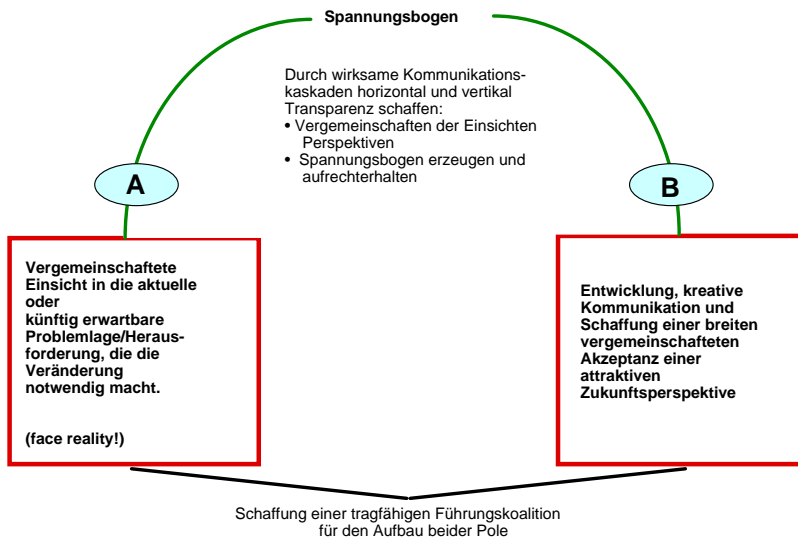 Spannungsbogen
Durch wirksame Kommunikations-
kaskaden horizontal und vertikal
Transparenz schaffen:
• Vergemeinschaften der Einsichten
Perspektiven
• Spannungsbogen erzeugen und
aufrechterhalten
A
B
Vergemeinschaftete
Einsicht in die aktuelle
oder
künftig erwartbare
Problemlage/Heraus-
forderung, die die
Veränderung
notwendig macht.
(face reality!)
Entwicklung, kreative
Kommunikation und
Schaffung einer breiten
vergemeinschafteten
Akzeptanz einer
attraktiven
Zukunftsperspektive
Schaffung einer tragfähigen Führungskoalition
für den Aufbau beider Pole